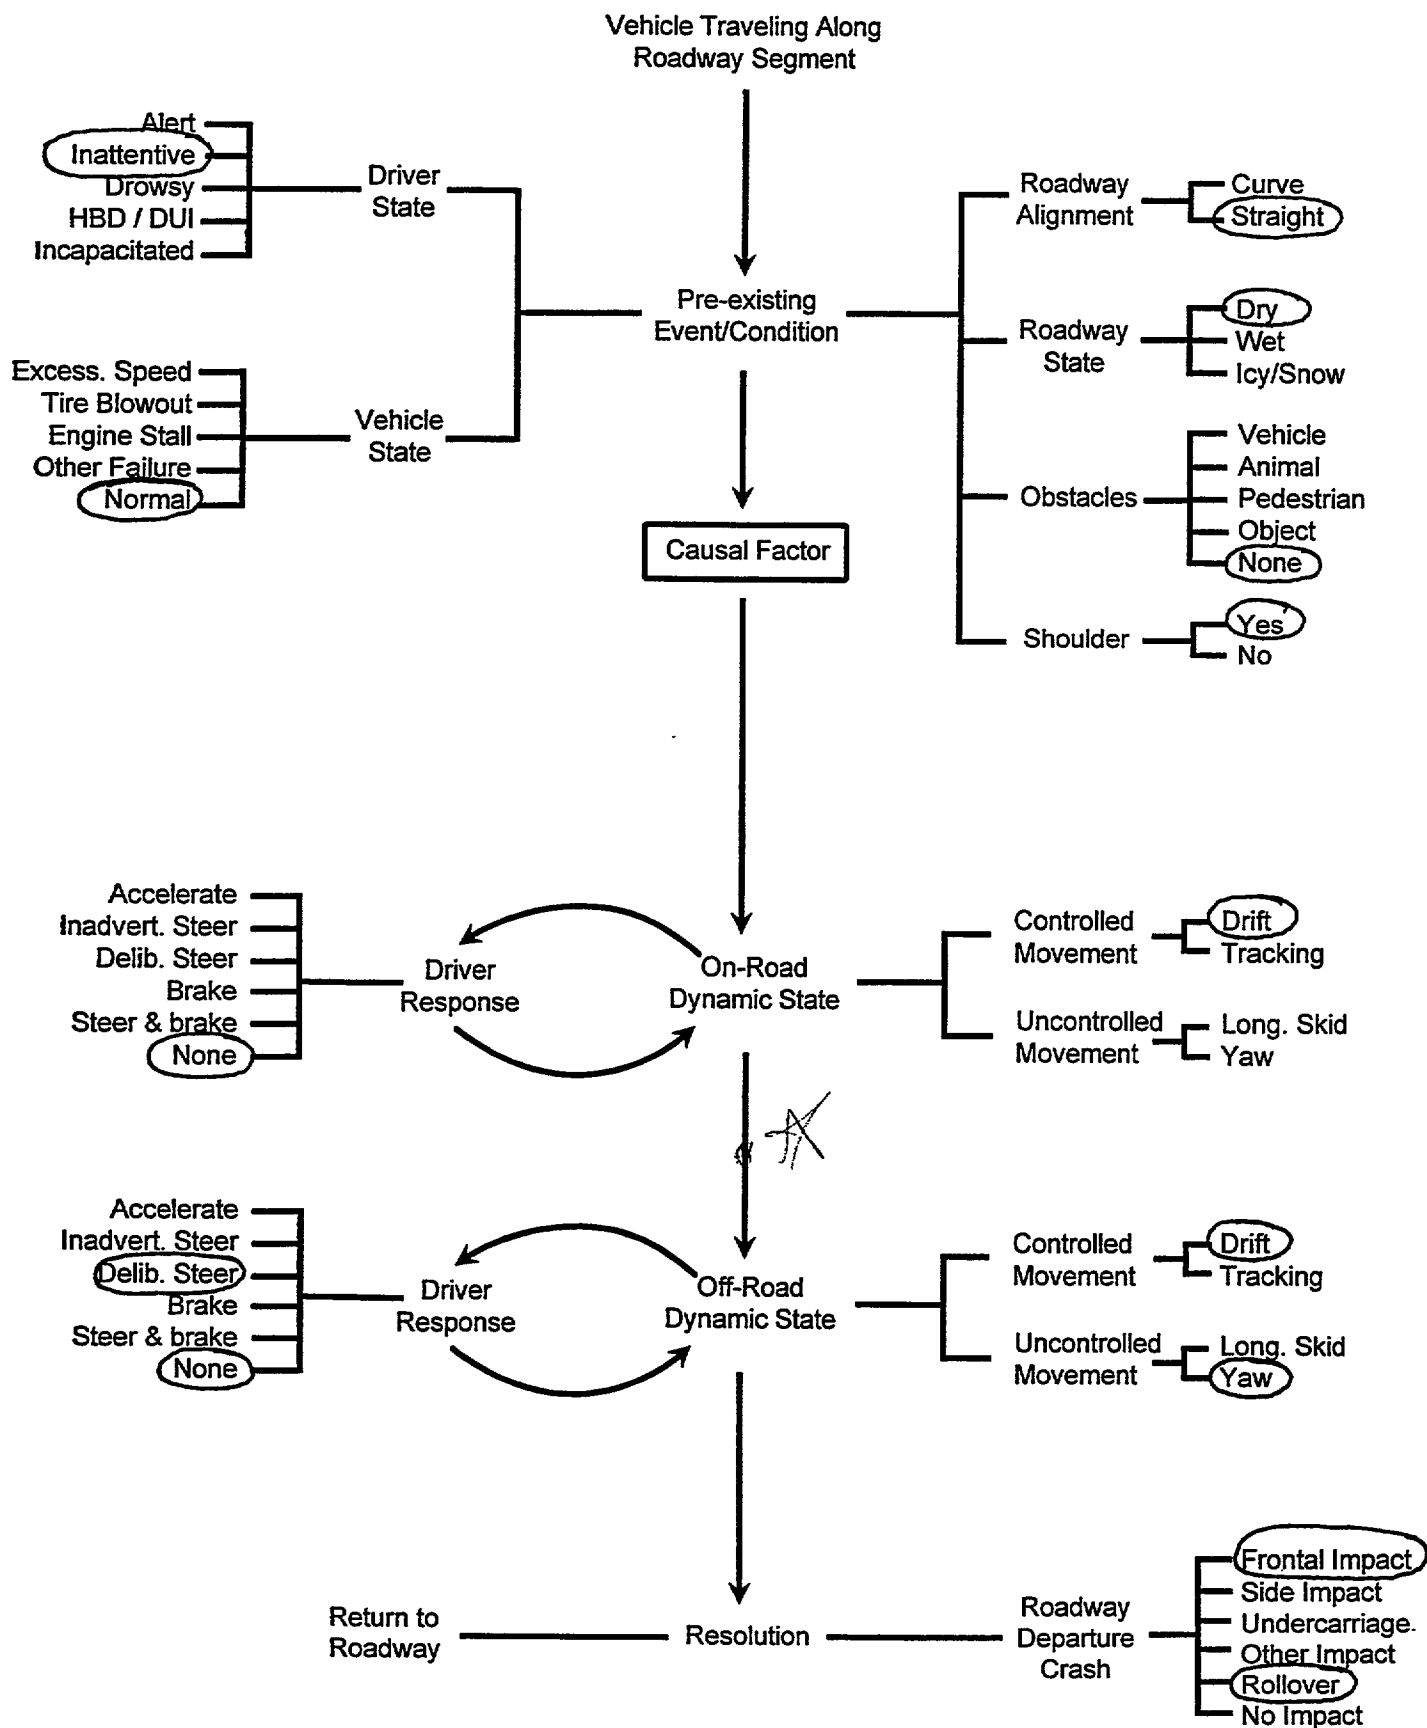 Vehicle Traveling Along
Roadway Segment
Alert
Inattentive
Drowsy
HBD / DUI
Incapacitated
Driver
State
Excess. Speed
Tire Blowout
Engine Stall
Other Failure
Normal
Vehicle
State
Pre-existing
Event/Condition
Roadway
Alignment
Curve
Straight
Roadway
State
Dry
Wet
Icy/Snow
Obstacles
Vehicle
Animal
Pedestrian
Object
None
Shoulder
Yes
No
Causal Factor
Accelerate
Inadvert. Steer
Delib. Steer
Brake
Steer & brake
None
Driver
Response
On-Road
Dynamic State
Controlled
Movement
Drift
Tracking
Uncontrolled
Movement
Long. Skid
Yaw
Accelerate
Inadvert. Steer
Delib. Steer
Brake
Steer & brake
None
Driver
Response
Off-Road
Dynamic State
Controlled
Movement
Drift
Tracking
Uncontrolled
Movement
Long. Skid
Yaw
Return to
Roadway
Resolution
Roadway
Departure
Crash
Frontal Impact
Side Impact
Undercarriage.
Other Impact
Rollover
No Impact